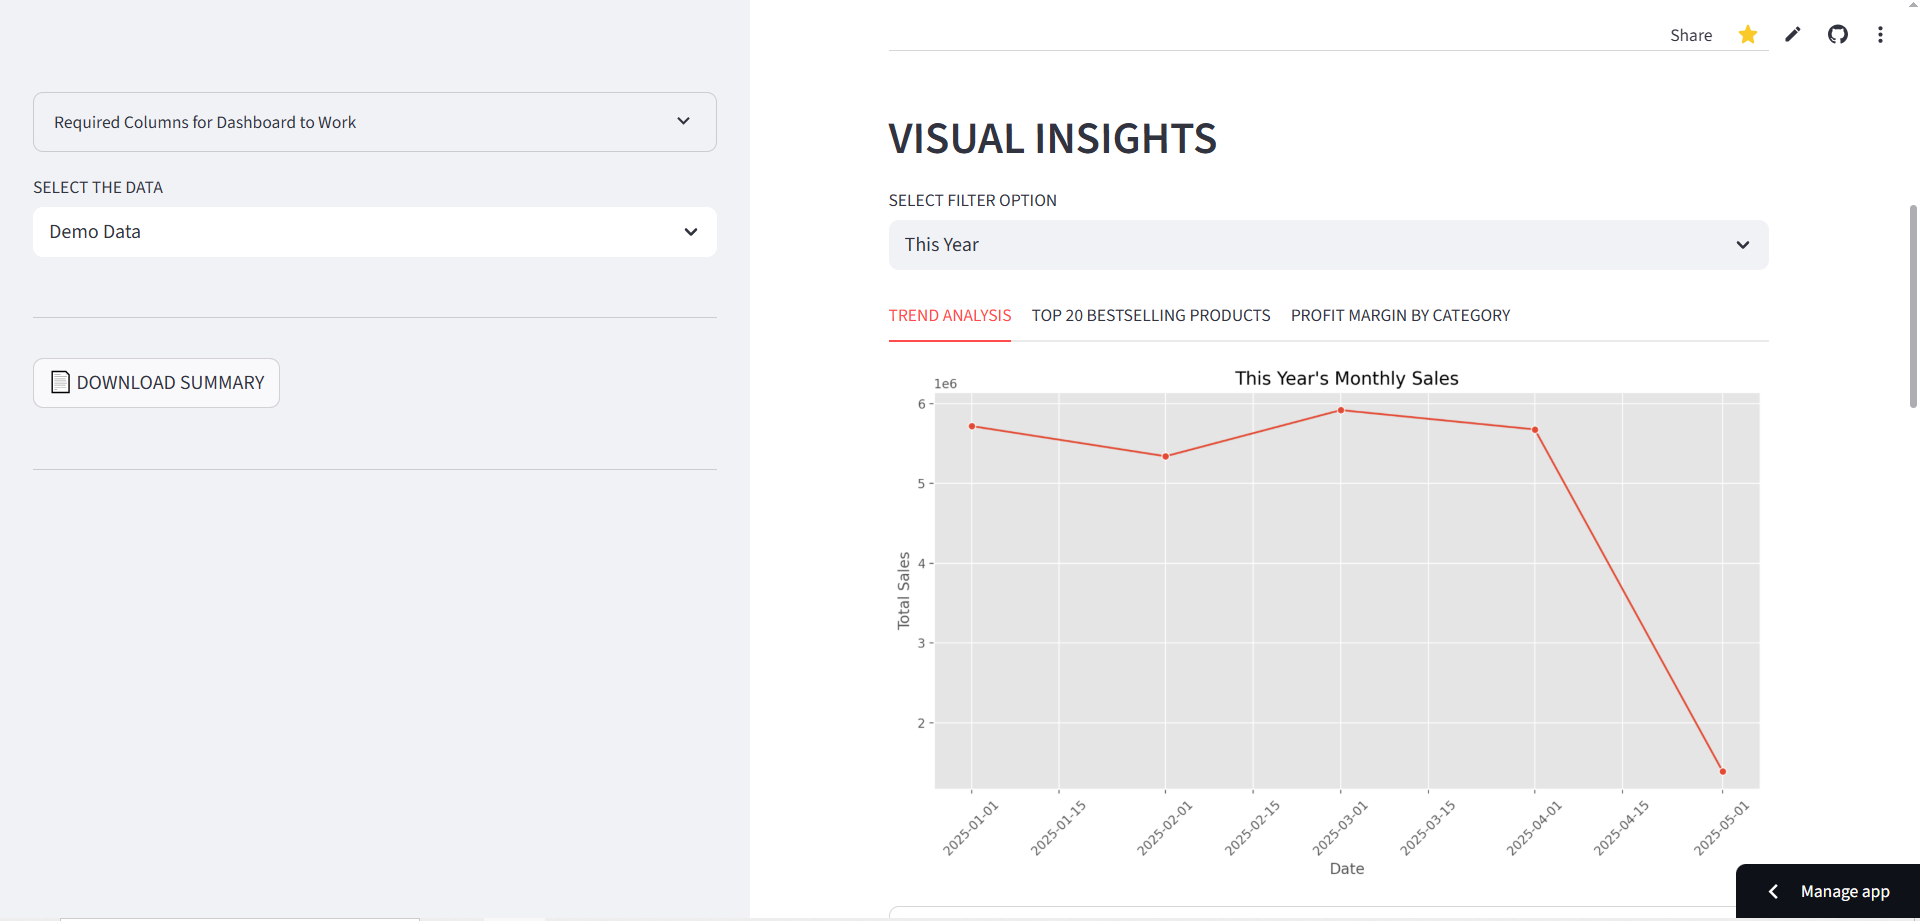 Share
Required Columns for Dashboard to Work
SELECT THE DATA
Demo Data
DOWNLOAD SUMMARY
VISUAL INSIGHTS
SELECT FILTER OPTION
This Year
TREND ANALYSIS TOP 20 BESTSELLING PRODUCTS PROFIT MARGIN BY CATEGORY
This Year's Monthly Sales
1e6
6
5
4
3
2
Total Sales
2025-01-01 2025-01-15 2025-02-01 2025-02-15 2025-03-01 2025-03-15 2025-04-01 2025-04-15 2025-05-01
Date
Manage app